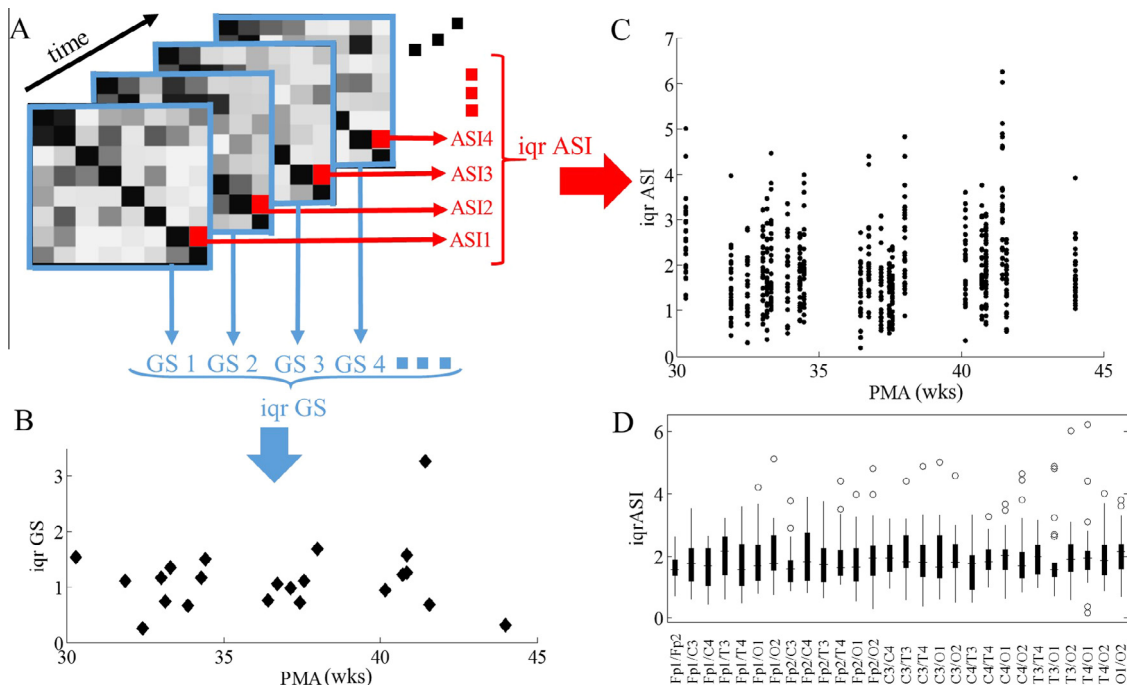 A
time
ASI4
ASI3
ASI2
ASI1
iqr ASI
GS 1 GS 2 GS 3 GS 4
iqr GS
B
iqr GS
3
2
1
0
30 35 40 45
PMA (wks)
C
iqr ASI
7
6
5
4
3
2
1
0
30 35 40 45
PMA (wks)
D
iqrASI
6
4
2
0
Fp1/Fp2
Fp1/C3
Fp1/C4
Fp1/T3
Fp1/T4
Fp1/O1
Fp1/O2
Fp2/C3
Fp2/C4
Fp2/T3
Fp2/T4
Fp2/O1
Fp2/O2
C3/C4
C3/T3
C3/T4
C3/O1
C3/O2
C4/T3
C4/T4
C4/O1
C4/O2
T3/T4
T3/O1
T3/O2
T4/O1
T4/O2
O1/O2